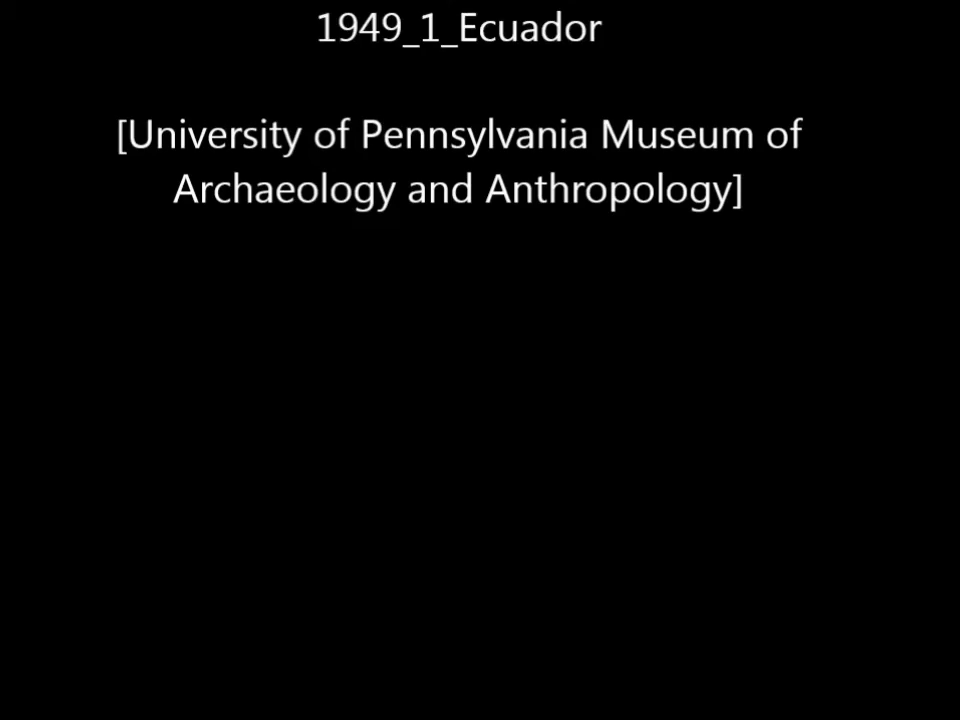 1949_1_Ecuador
[University of Pennsylvania Museum of
Archaeology and Anthropology]